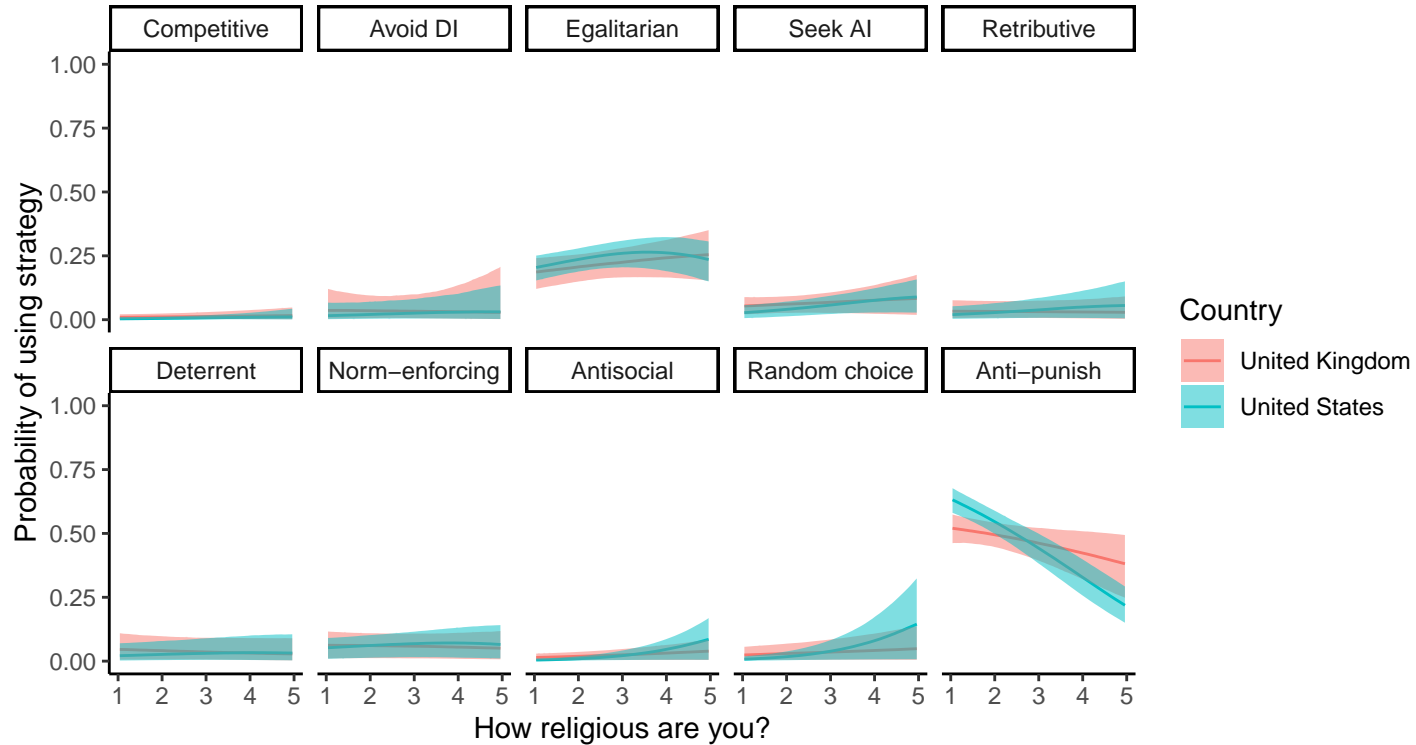 Competitive Avoid DI Egalitarian Seek AI Retributive
1.00
0.75
0.50
0.25
0.00
Deterrent Norm−enforcing Antisocial Random choice Anti−punish
1.00
0.75
0.50
0.25
0.00
1 2 3 4 5 1 2 3 4 5 1 2 3 4 5 1 2 3 4 5 1 2 3 4 5
How religious are you?
Probability of using strategy
Country
United Kingdom
United States